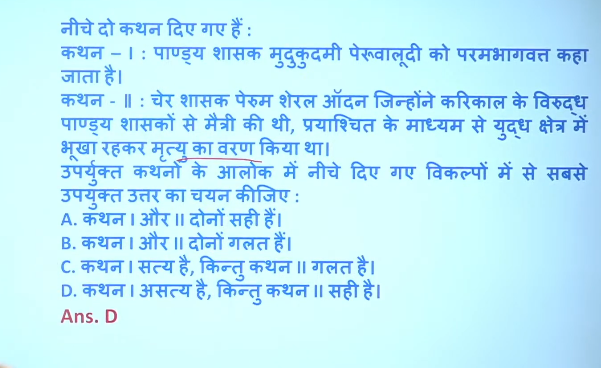 नीचे दो कथन दिए गए हैं :
कथन – I : पाण्ड्य शासक मुदुकुदमी पेरूवालूदी को परमभागवत्त कहा
जाता है।
कथन - II : चेर शासक पेरुम शेरल ऑदन जिन्होंने करिकाल के विरुद्ध
पाण्ड्य शासकों से मैत्री की थी, प्रयाश्चित के माध्यम से युद्ध क्षेत्र में
भूखा रहकर मृत्यु का वरण किया था।
उपर्युक्त कथनों के आलोक में नीचे दिए गए विकल्पों में से सबसे
उपयुक्त उत्तर का चयन कीजिए :
A. कथन I और II दोनों सही हैं।
B. कथन I और II दोनों गलत हैं।
C. कथन I सत्य है, किन्तु कथन II गलत है।
D. कथन I असत्य है, किन्तु कथन II सही है।
Ans. D